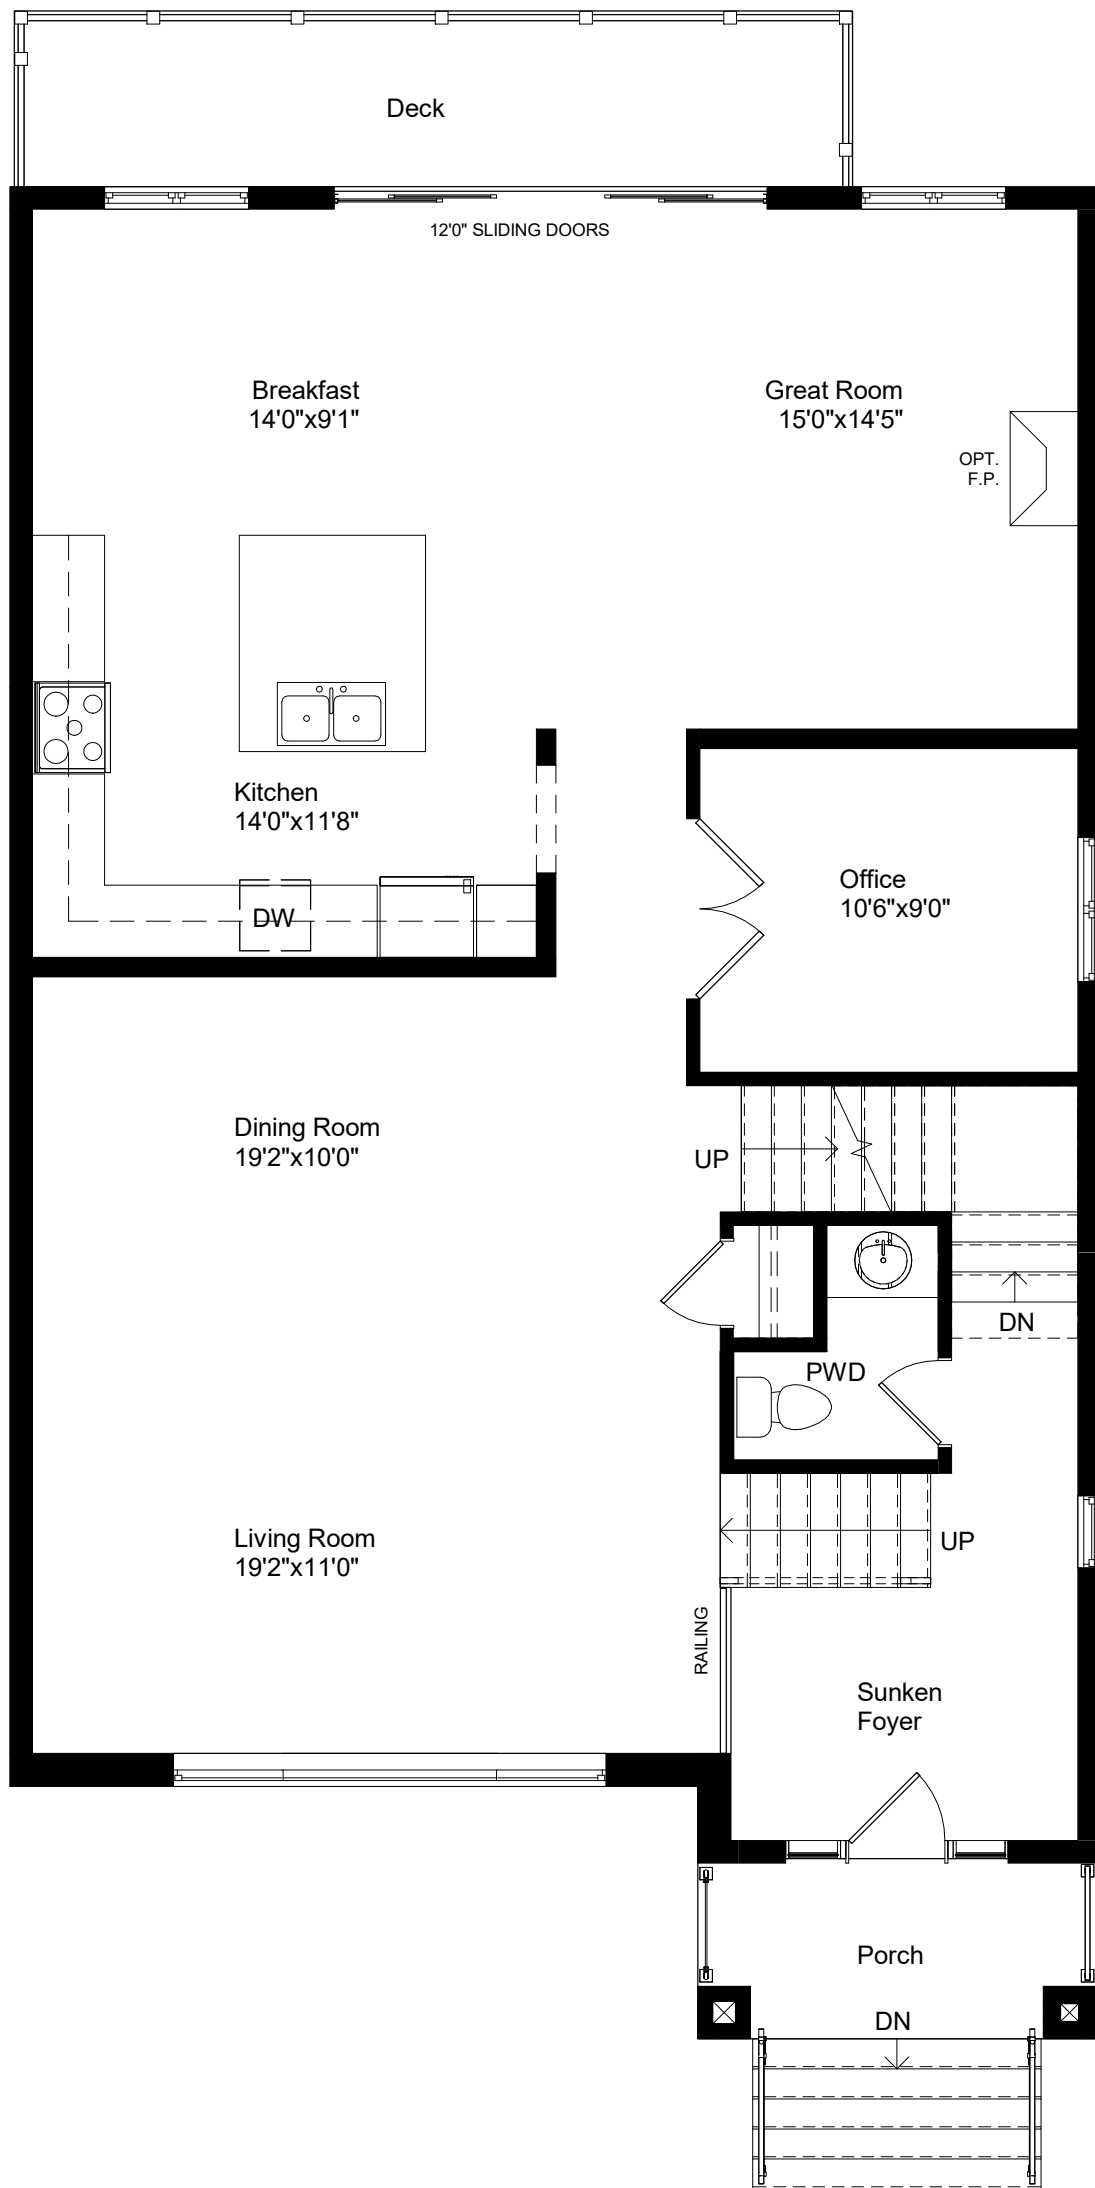 Deck
12'0" SLIDING DOORS
Breakfast
14'0"x9'1"
Great Room
15'0"x14'5"
OPT.
F.P.
Kitchen
14'0"x11'8"
DW
Office
10'6"x9'0"
Dining Room
19'2"x10'0"
UP
DN
PWD
Living Room
19'2"x11'0"
UP
RAILING
Sunken
Foyer
Porch
DN